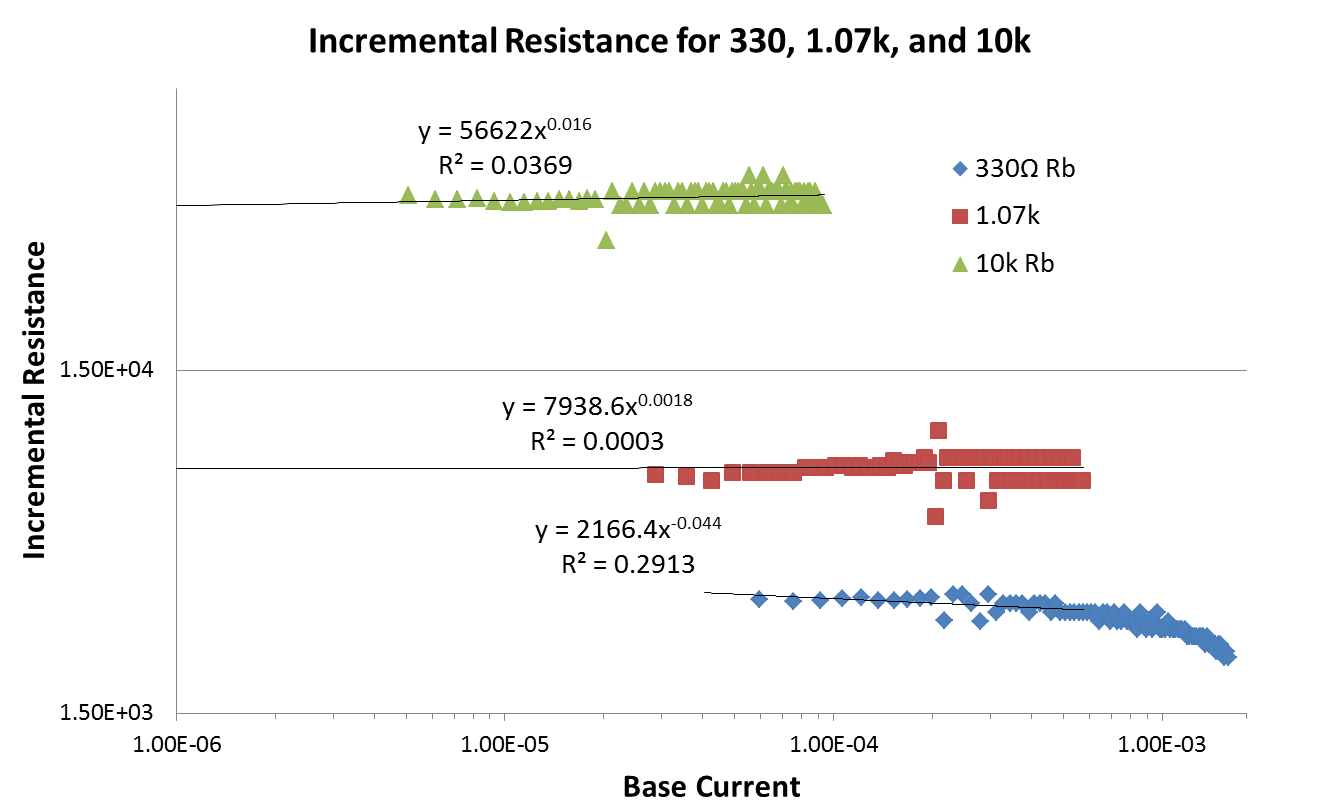 Incremental Resistance for 330, 1.07k, and 10k
y = 56622x^0.016
R² = 0.0369
330Ω Rb
1.07k
10k Rb
Incremental Resistance
1.50E+04
y = 7938.6x^0.0018
R² = 0.0003
y = 2166.4x^-0.044
R² = 0.2913
1.50E+03
1.00E-06
1.00E-05
1.00E-04
1.00E-03
Base Current